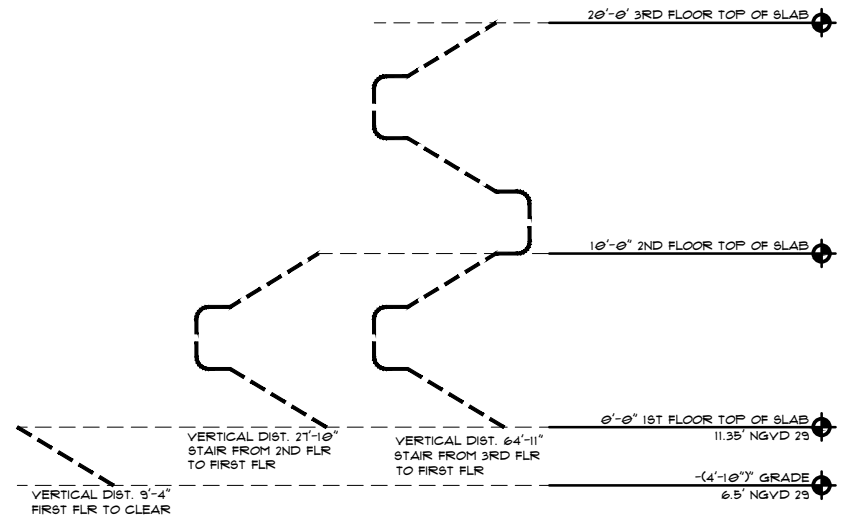 20'-0' 3RD FLOOR TOP OF SLAB
10'-0" 2ND FLOOR TOP OF SLAB
0'-0" 1ST FLOOR TOP OF SLAB
11.35' NGVD 29
VERTICAL DIST. 27'-10"
STAIR FROM 2ND FLR
TO FIRST FLR
VERTICAL DIST. 64'-11"
STAIR FROM 3RD FLR
TO FIRST FLR
-(4'-10")" GRADE
6.5' NGVD 29
VERTICAL DIST. 9'-4"
FIRST FLR TO CLEAR